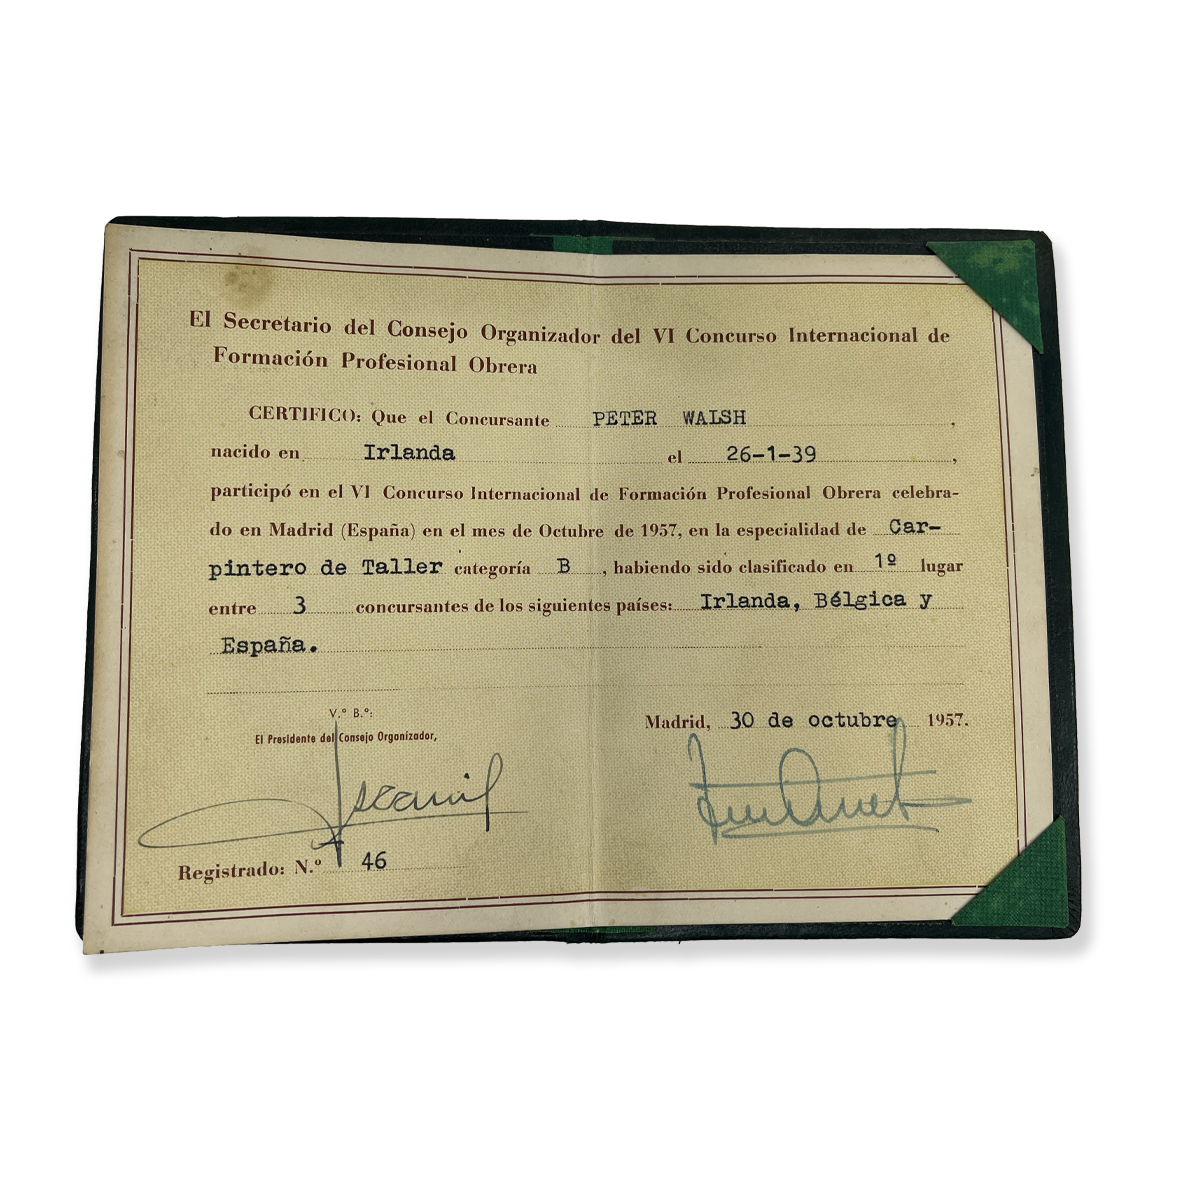 El Secretario del Consejo Organizador del VI Concurso Internacional de
Formación Profesional Obrera
CERTIFICO: Que el Concursante PETER WALSH,
nacido en Irlanda el 26-1-39,
participó en el VI Concurso Internacional de Formación Profesional Obrera celebra-
do en Madrid (España) en el mes de Octubre de 1957, en la especialidad de Car-
pintero de Taller categoría B, habiendo sido clasificado en 1º lugar
entre 3 concursantes de los siguientes países: Irlanda, Bélgica y
España.
V.º B.º:
El Presidente del Consejo Organizador,
Madrid, 30 de octubre 1957.
Registrado: N.º 46